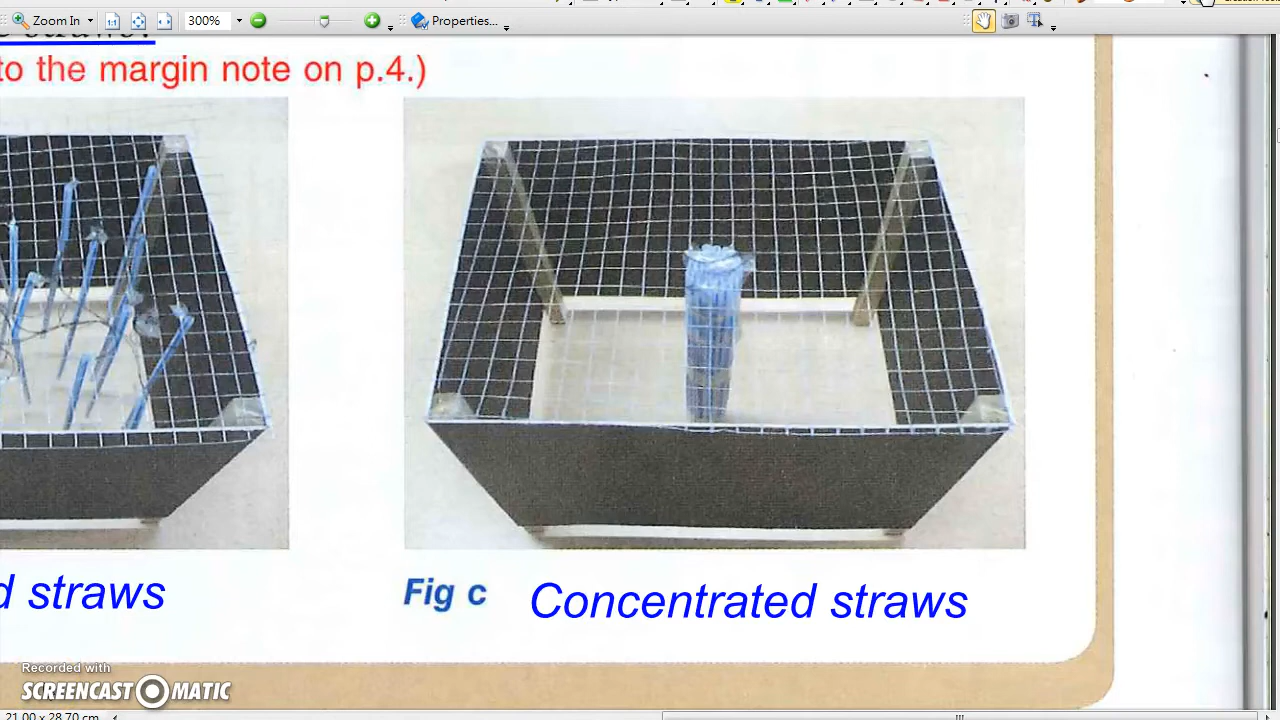 Zoom In
300%
Properties...
to the margin note on p.4.)
d straws
Fig c
Concentrated straws
Recorded with
SCREENCAST MATIC
21.00 x 28.70 cm